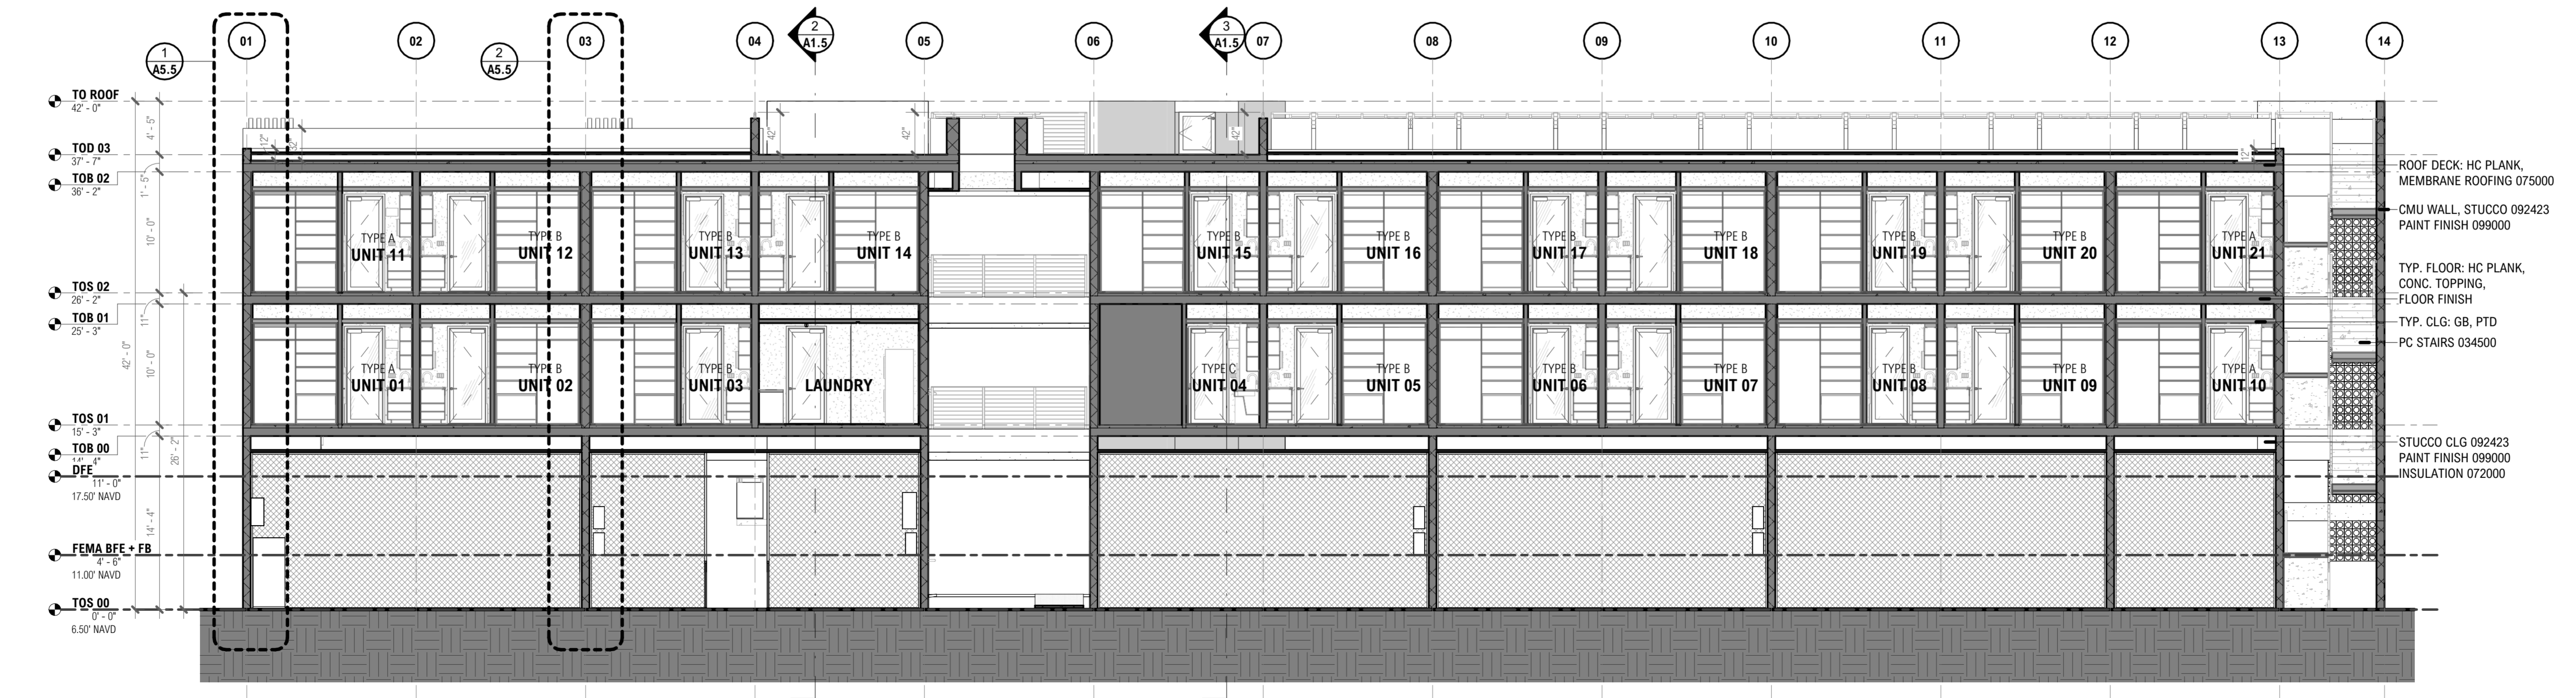 01
02
03
04
2
A1.5
05
06
3
A1.5
07
08
09
10
11
12
13
14
1
A5.5
2
A5.5
TO ROOF
42' - 0"
4' - 5"
12"
32"
42"
42"
42"
12"
TOD 03
37' - 7"
TOB 02
36' - 2"
1' - 5"
10' - 0"
TOS 02
26' - 2"
TOB 01
25' - 3"
11"
42' - 0"
10' - 0"
TOS 01
15' - 3"
TOB 00
14' - 4"
11"
26' - 2"
DFE
11' - 0"
17.50' NAVD
14' - 4"
FEMA BFE + FB
4' - 6"
11.00' NAVD
TOS 00
0' - 0"
6.50' NAVD
TYPE A
UNIT 11
TYPE B
UNIT 12
TYPE B
UNIT 13
TYPE B
UNIT 14
TYPE B
UNIT 15
TYPE B
UNIT 16
TYPE B
UNIT 17
TYPE B
UNIT 18
TYPE B
UNIT 19
TYPE B
UNIT 20
TYPE A
UNIT 21
TYPE A
UNIT 01
TYPE B
UNIT 02
TYPE B
UNIT 03
LAUNDRY
TYPE C
UNIT 04
TYPE B
UNIT 05
TYPE B
UNIT 06
TYPE B
UNIT 07
TYPE B
UNIT 08
TYPE B
UNIT 09
TYPE A
UNIT 10
ROOF DECK: HC PLANK,
MEMBRANE ROOFING 075000
CMU WALL, STUCCO 092423
PAINT FINISH 099000
TYP. FLOOR: HC PLANK,
CONC. TOPPING,
FLOOR FINISH
TYP. CLG: GB, PTD
PC STAIRS 034500
STUCCO CLG 092423
PAINT FINISH 099000
INSULATION 072000